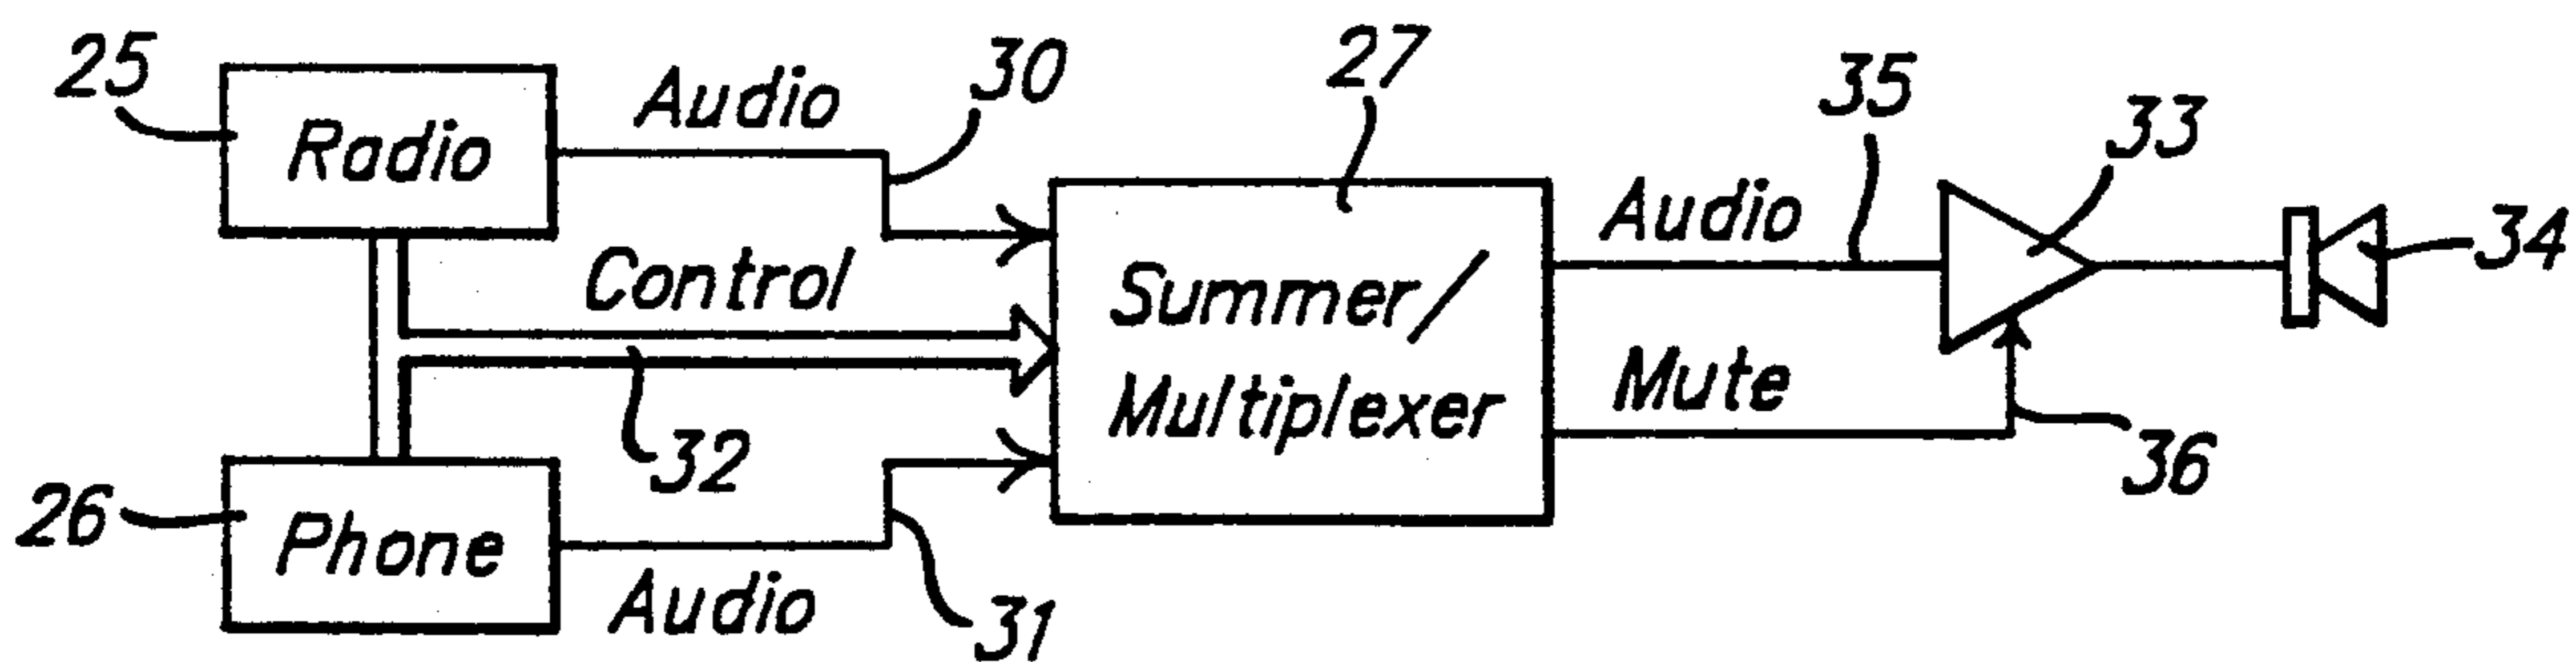 25
Radio
Audio
30
27
35
33
Control
Summer/
Multiplexer
Audio
34
Mute
32
36
26
Phone
Audio
31